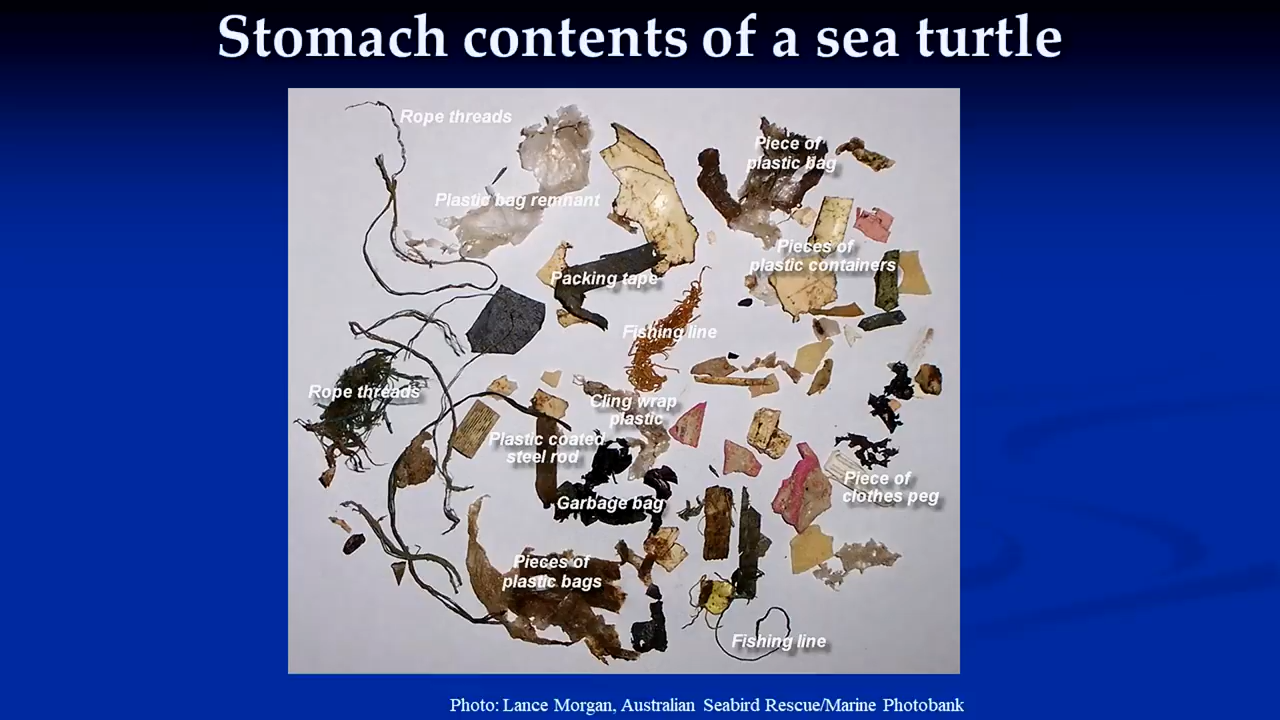 Stomach contents of a sea turtle
Rope threads
Piece of
plastic bag
Plastic bag remnant
Pieces of
plastic containers
Packing tape
Fishing line
Rope threads
Cling wrap
plastic
Plastic coated
steel rod
Piece of
clothes peg
Garbage bag
Pieces of
plastic bags
Fishing line
Photo: Lance Morgan, Australian Seabird Rescue/Marine Photobank